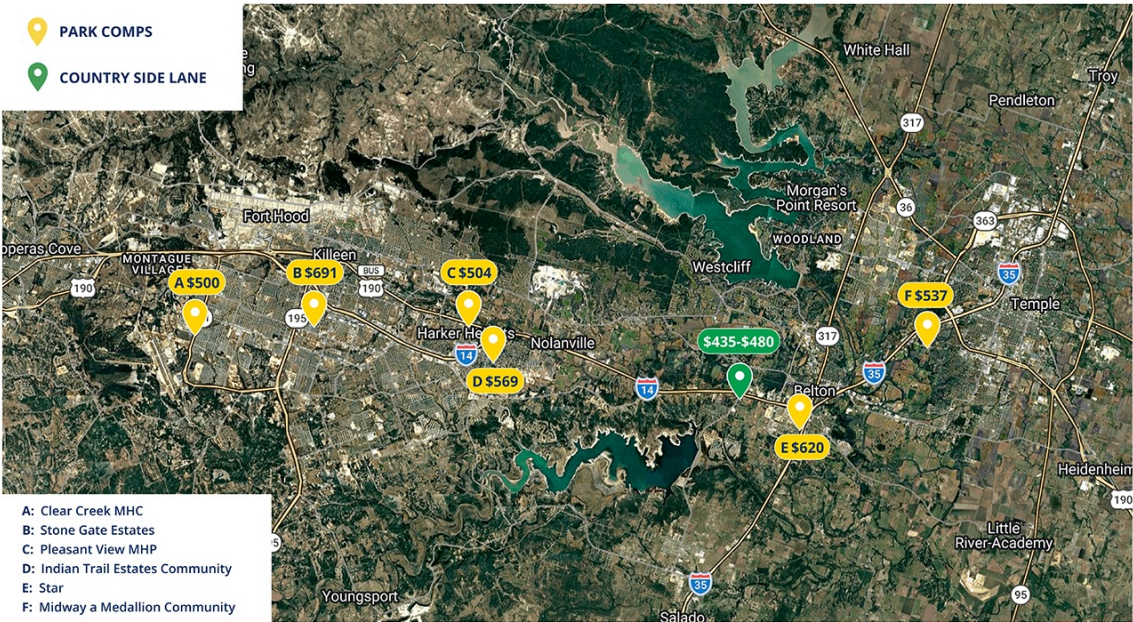 PARK COMPS
COUNTRY SIDE LANE
ng
White Hall
Troy
Pendleton
317
Morgan's
Point Resort
36
363
Fort Hood
WOODLAND
operas Cove
MONTAGUE
VILLAGE
Killeen
BUS
190
190
Westcliff
35
A $500
B $691
C $504
F $537
Temple
195
Harker Heights
14
Nolanville
$435-$480
317
D $569
14
35
Belton
E $620
Heidenheim
190
A: Clear Creek MHC
B: Stone Gate Estates
C: Pleasant View MHP
D: Indian Trail Estates Community
E: Star
F: Midway a Medallion Community
Little
River-Academy
35
95
Youngsport
Salado